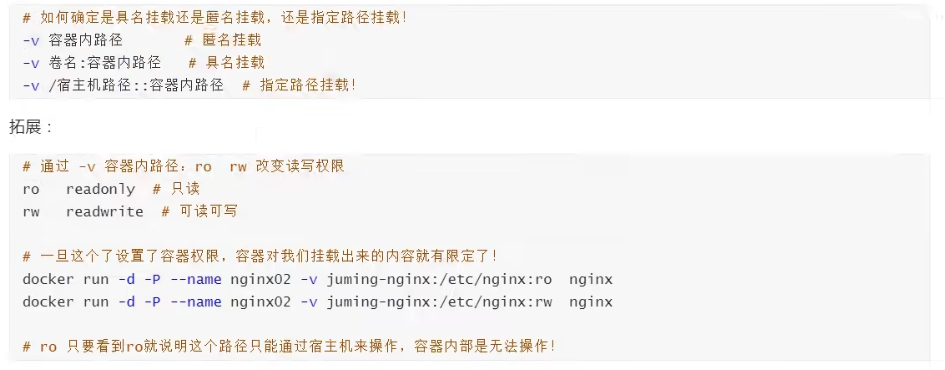 # 如何确定是具名挂载还是匿名挂载，还是指定路径挂载！
-v 容器内路径 # 匿名挂载
-v 卷名:容器内路径 # 具名挂载
-v /宿主机路径::容器内路径 # 指定路径挂载！
拓展：
# 通过 -v 容器内路径：ro rw 改变读写权限
ro readonly # 只读
rw readwrite # 可读可写
# 一旦这个了设置了容器权限，容器对我们挂载出来的内容就有限定了！
docker run -d -P --name nginx02 -v juming-nginx:/etc/nginx:ro nginx
docker run -d -P --name nginx02 -v juming-nginx:/etc/nginx:rw nginx
# ro 只要看到ro就说明这个路径只能通过宿主机来操作，容器内部是无法操作！